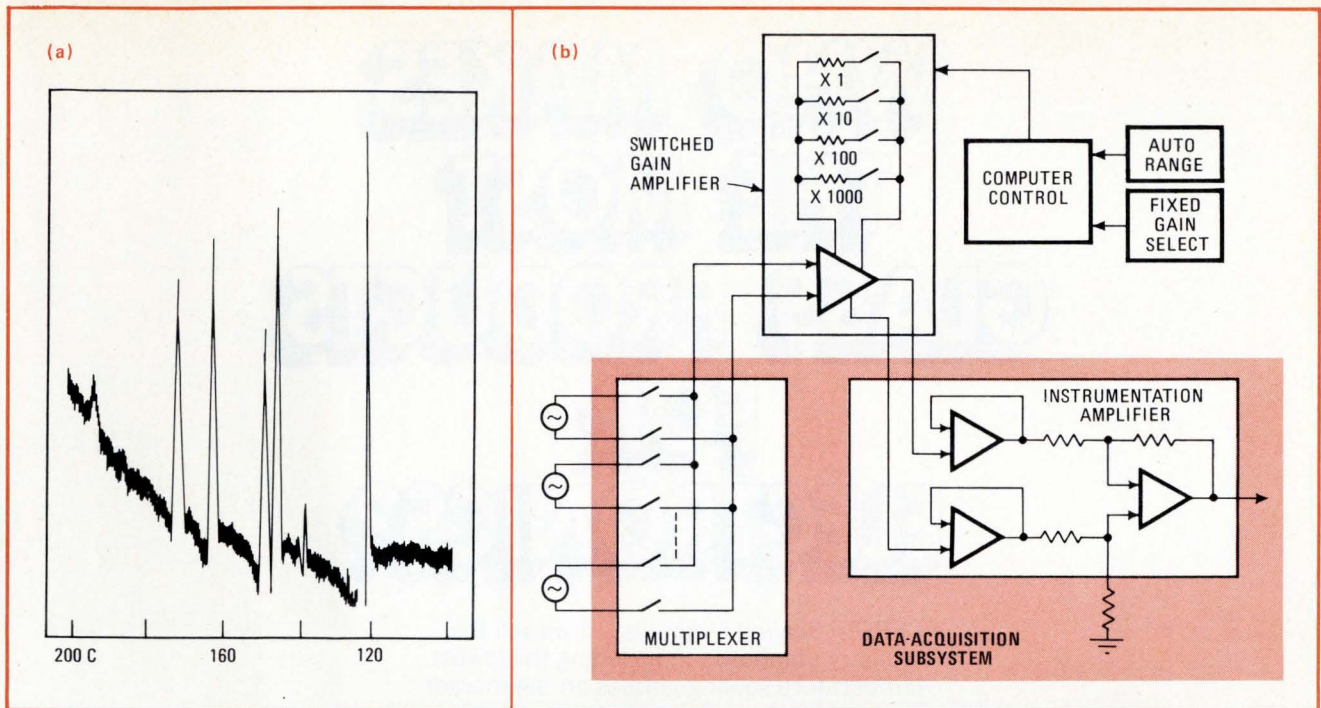 (a)
200 C
160
120
(b)
X 1
X 10
X 100
X 1000
SWITCHED
GAIN
AMPLIFIER
COMPUTER
CONTROL
AUTO
RANGE
FIXED
GAIN
SELECT
MULTIPLEXER
INSTRUMENTATION
AMPLIFIER
DATA-ACQUISITION
SUBSYSTEM